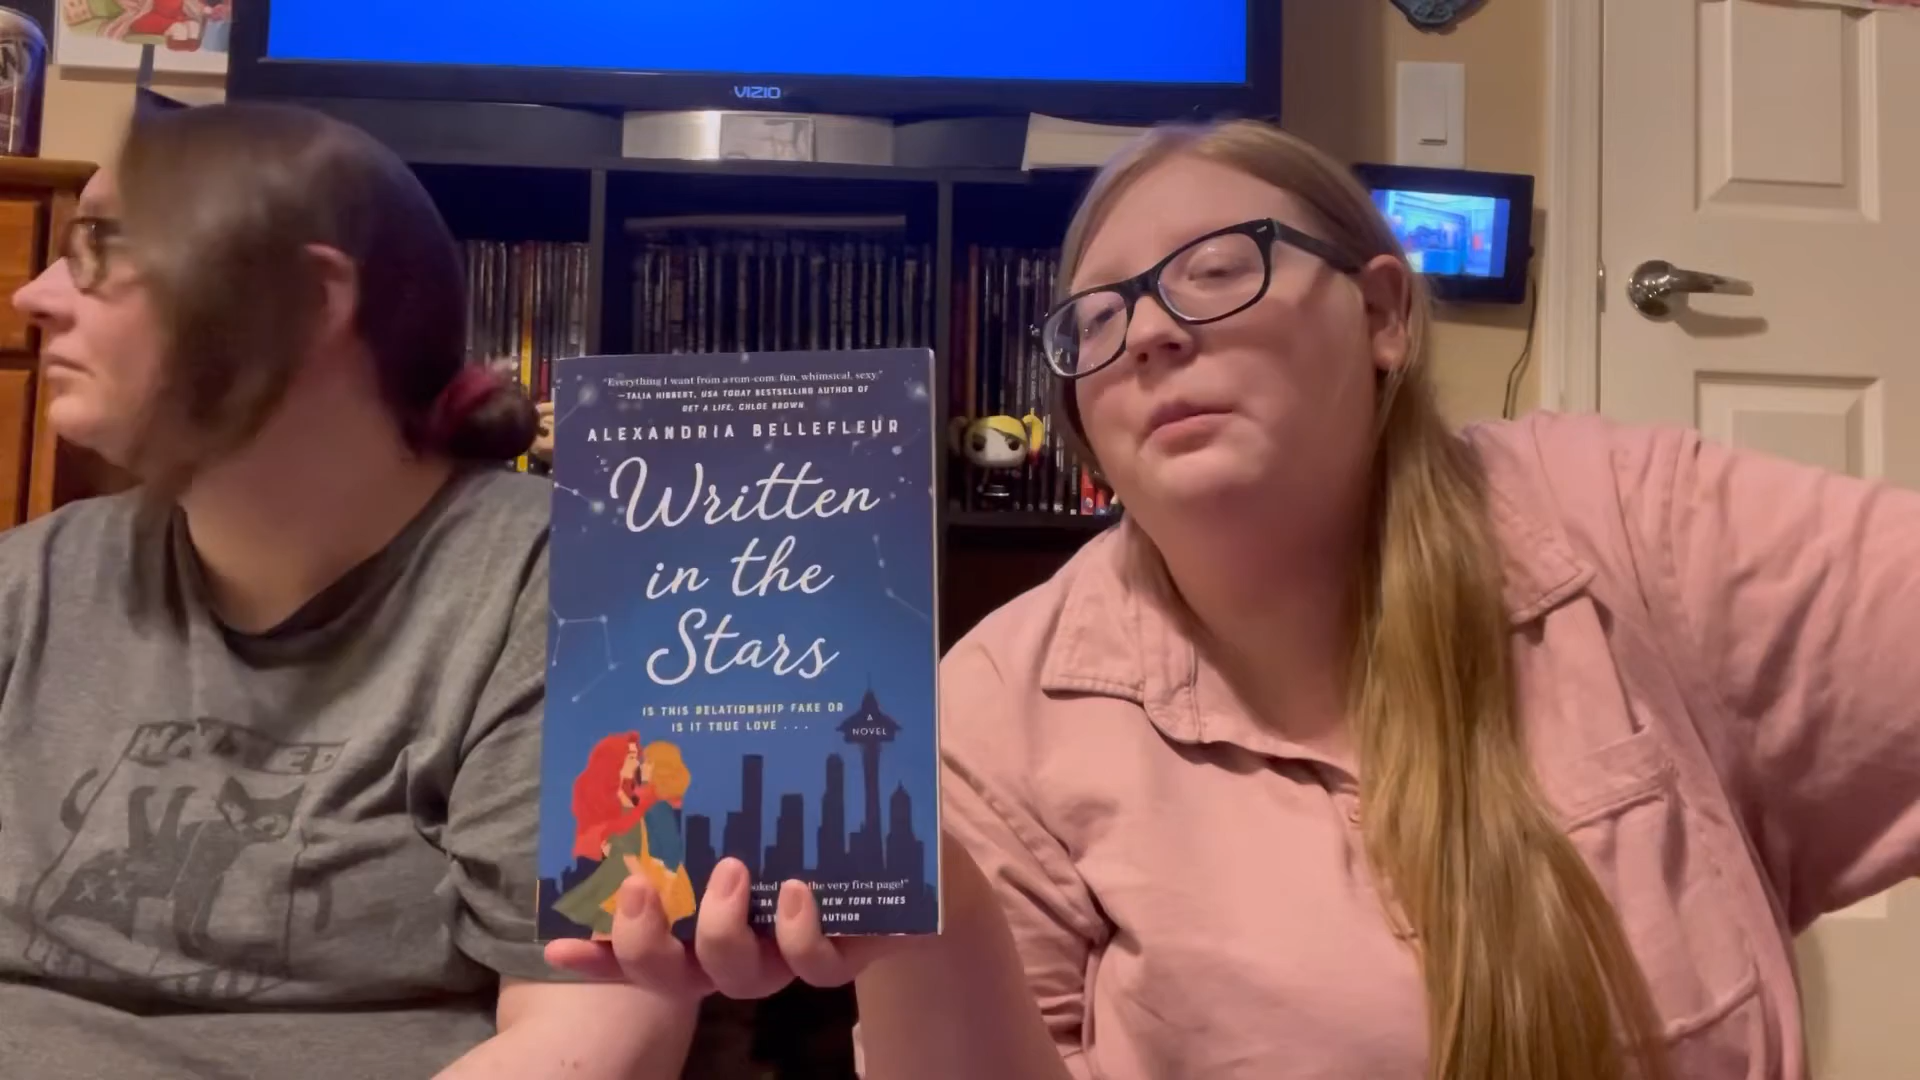 VIZIO
"Everything I want from a rom-com: fun, whimsical, sexy."
—TALIA HIBBERT, USA TODAY BESTSELLING AUTHOR OF
GET A LIFE, CHLOE BROWN
ALEXANDRIA BELLEFLEUR
Written
in the
Stars
IS THIS RELATIONSHIP FAKE OR
IS IT TRUE LOVE . . .
A
NOVEL
the very first page!"
NEW YORK TIMES
AUTHOR